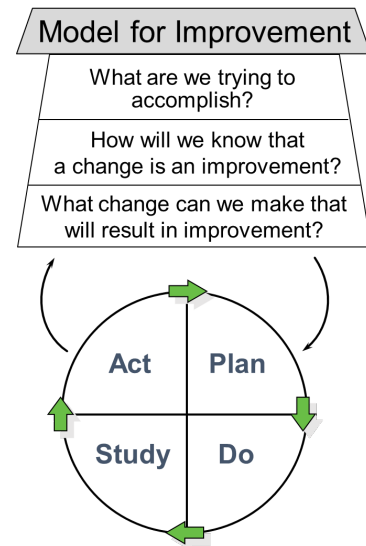 Model for Improvement
What are we trying to
accomplish?
How will we know that
a change is an improvement?
What change can we make that
will result in improvement?
Act
Plan
Study
Do